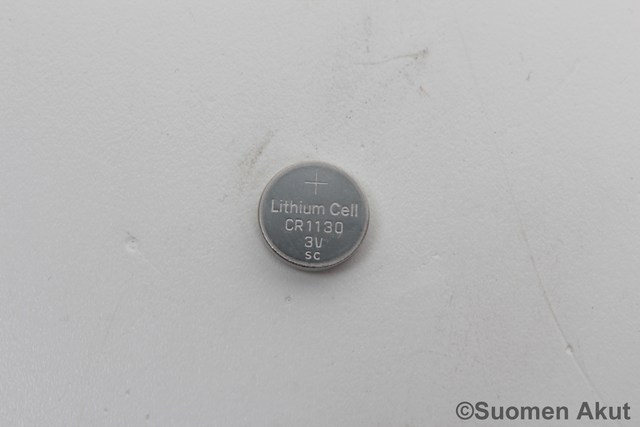 +
Lithium Cell
CR1130
3V
SC
©Suomen Akut